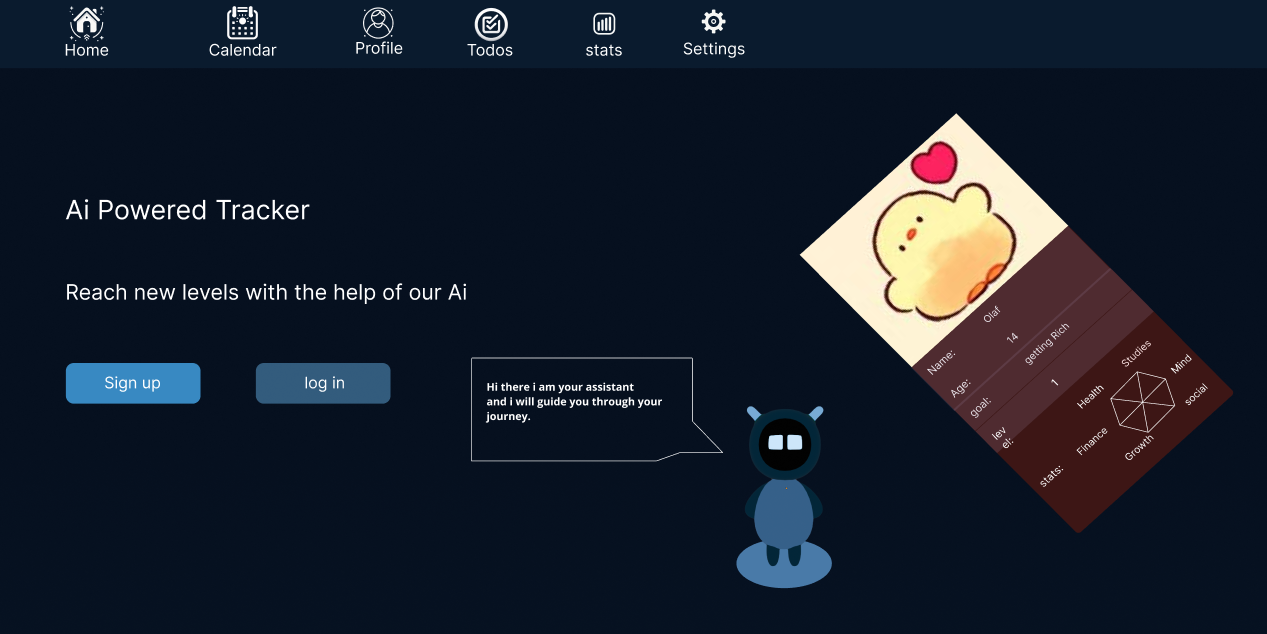 Home
Calendar
Profile
Todos
stats
Settings
Ai Powered Tracker
Reach new levels with the help of our Ai
Sign up
log in
Hi there i am your assistant
and i will guide you through your
journey.
Name: Olaf
Age: 14
goal: getting Rich
lev
el: 1
stats:
Finance
Health
Studies
Mind
social
Growth